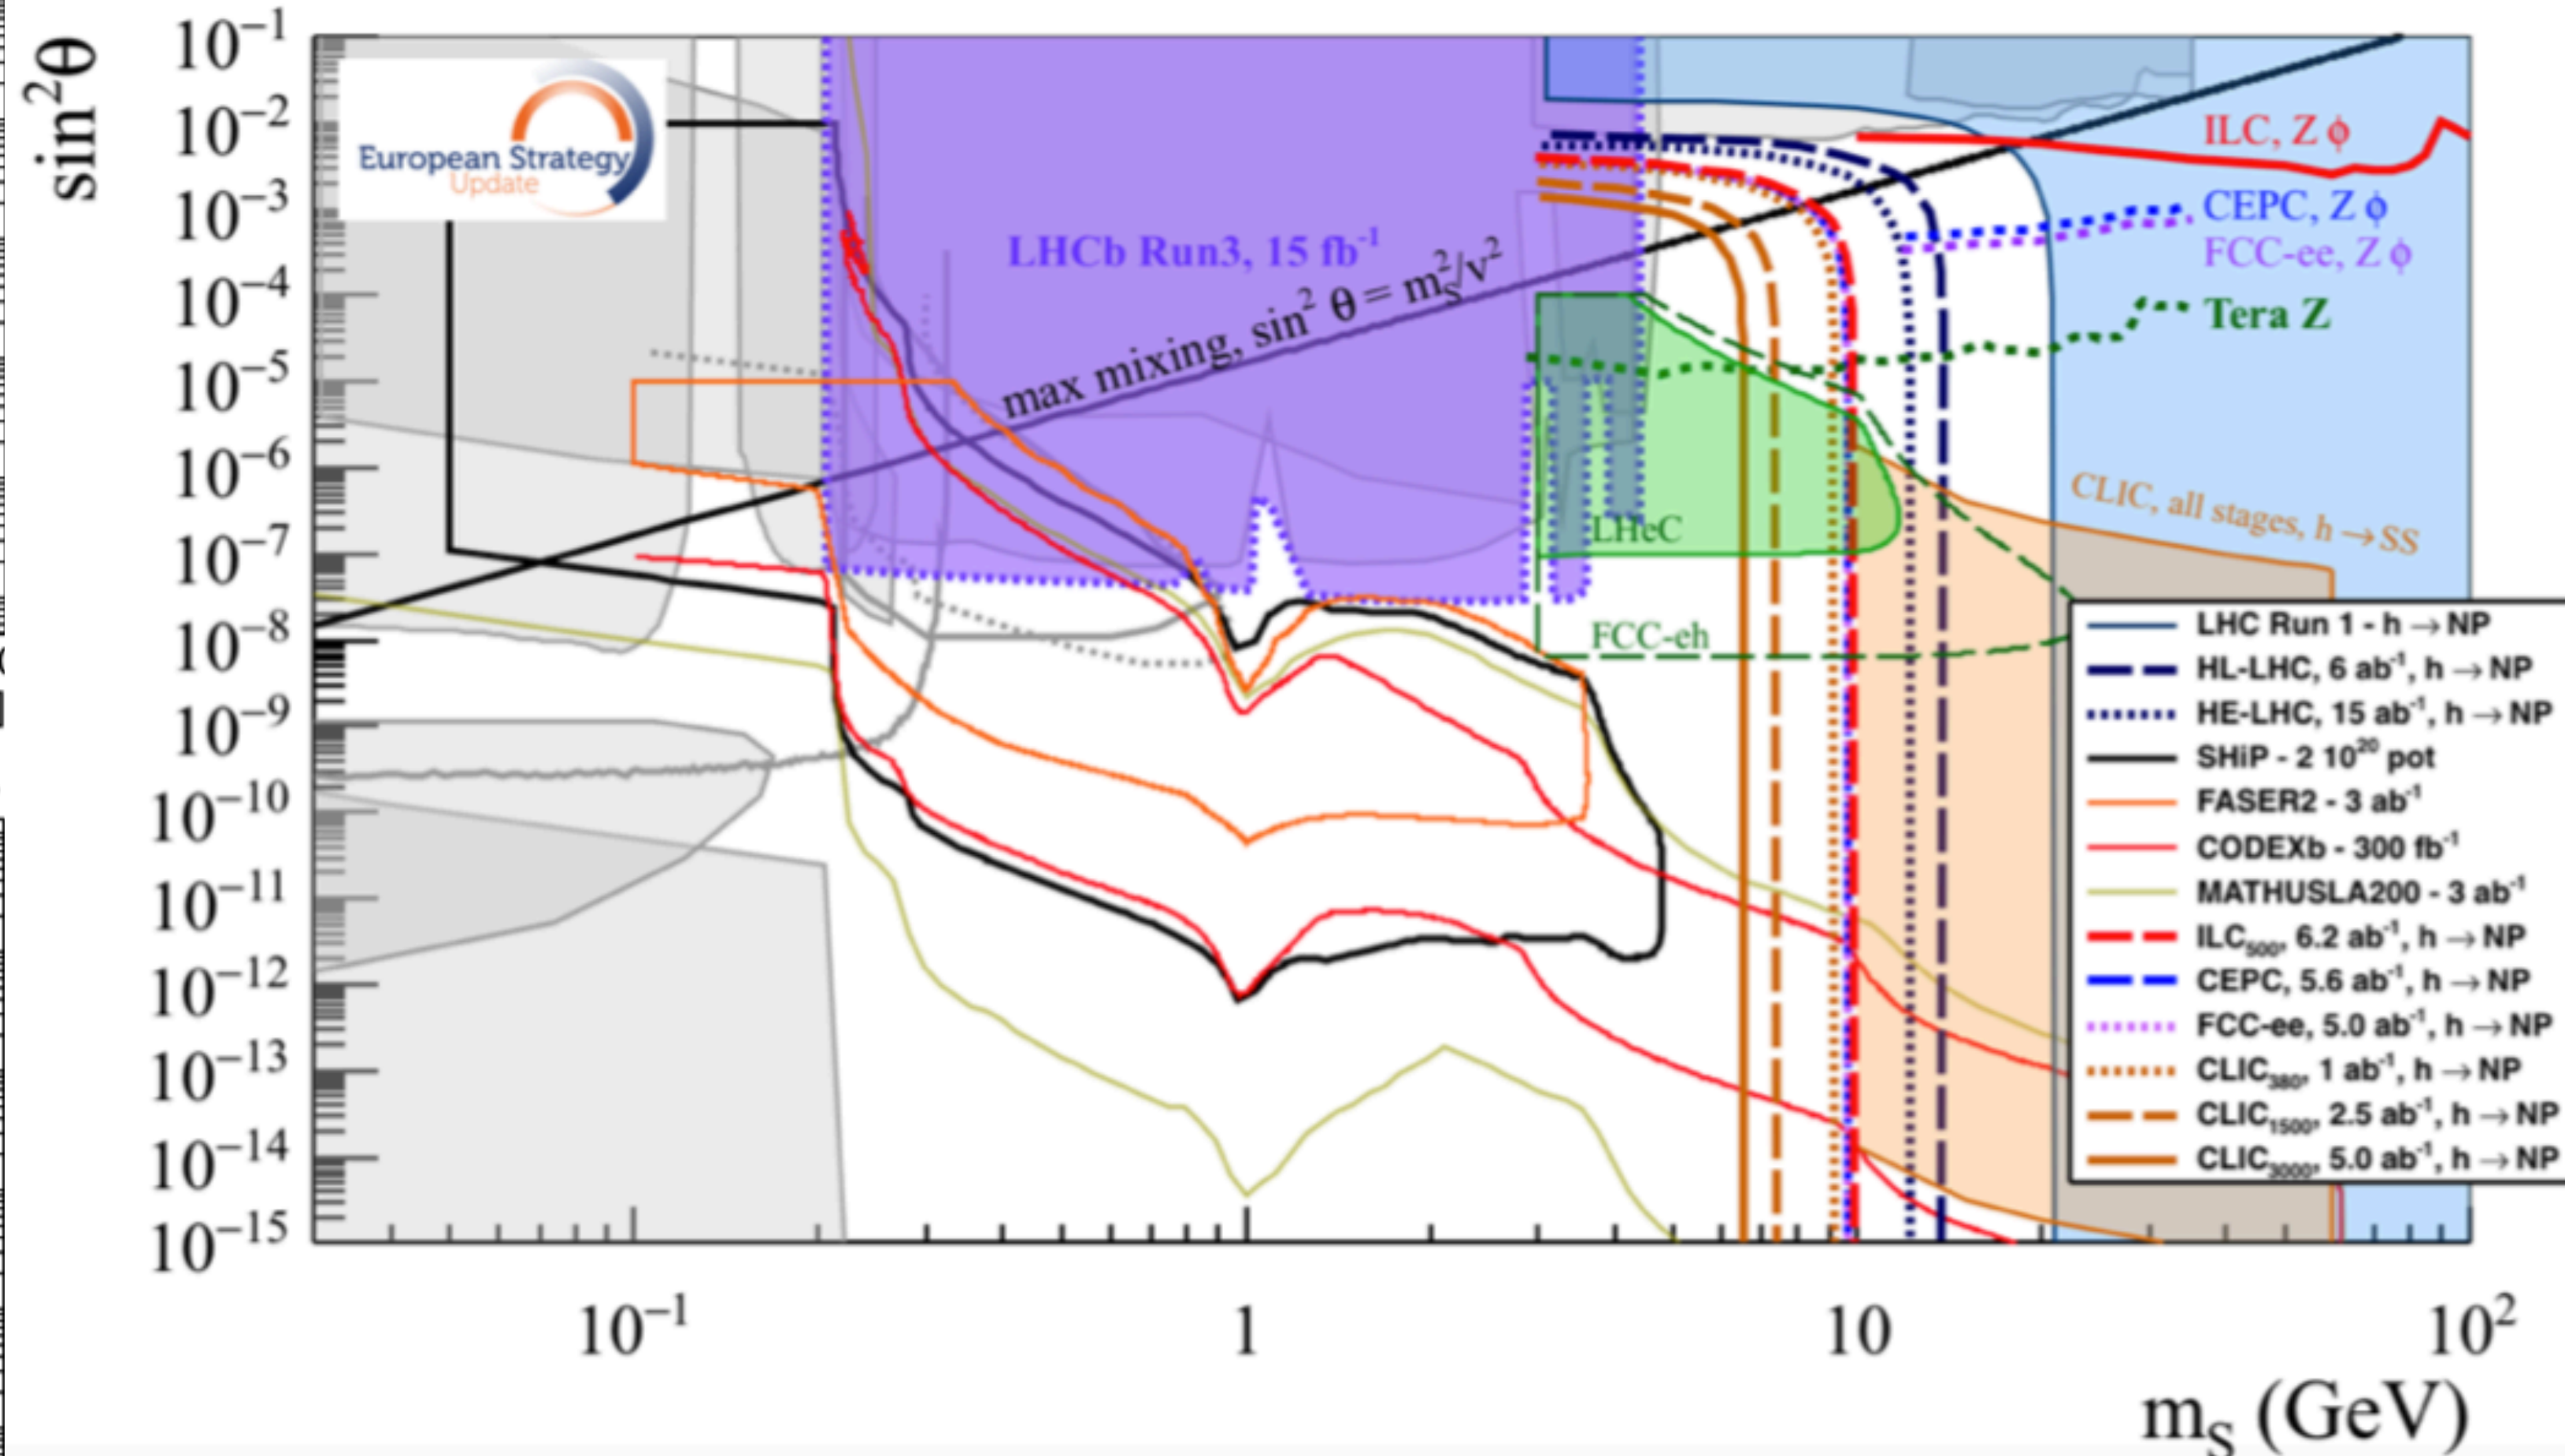 sin²θ
10⁻¹
10⁻²
10⁻³
10⁻⁴
10⁻⁵
10⁻⁶
10⁻⁷
10⁻⁸
10⁻⁹
10⁻¹⁰
10⁻¹¹
10⁻¹²
10⁻¹³
10⁻¹⁴
10⁻¹⁵
European Strategy
Update
LHCb Run3, 15 fb⁻¹
max mixing, sin² θ = m_S²/v²
ILC, Z ϕ
CEPC, Z ϕ
FCC-ee, Z ϕ
Tera Z
CLIC, all stages, h → SS
LHeC
FCC-eh
LHC Run 1 - h → NP
HL-LHC, 6 ab⁻¹, h → NP
HE-LHC, 15 ab⁻¹, h → NP
SHiP - 2 10²⁰ pot
FASER2 - 3 ab⁻¹
CODEXb - 300 fb⁻¹
MATHUSLA200 - 3 ab⁻¹
ILC₅₀₀, 6.2 ab⁻¹, h → NP
CEPC, 5.6 ab⁻¹, h → NP
FCC-ee, 5.0 ab⁻¹, h → NP
CLIC₃₈₀, 1 ab⁻¹, h → NP
CLIC₁₅₀₀, 2.5 ab⁻¹, h → NP
CLIC₃₀₀₀, 5.0 ab⁻¹, h → NP
10⁻¹ 1 10 10²
m_S (GeV)